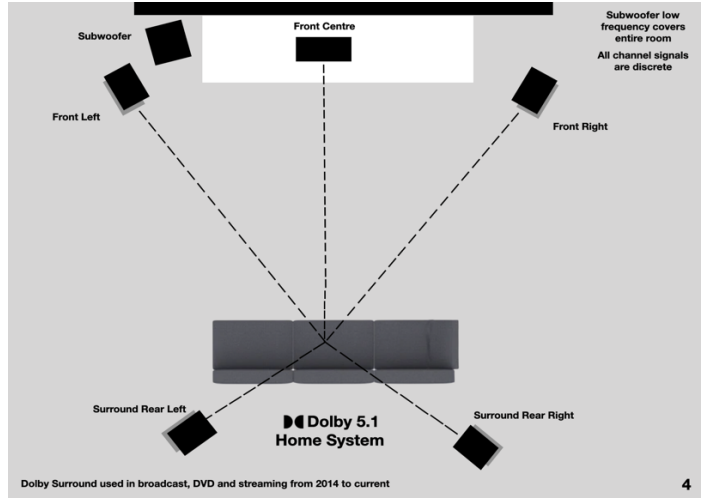 Subwoofer
Front Centre
Subwoofer low
frequency covers
entire room
All channel signals
are discrete
Front Left
Front Right
Surround Rear Left
Surround Rear Right
Dolby 5.1
Home System
Dolby Surround used in broadcast, DVD and streaming from 2014 to current
4